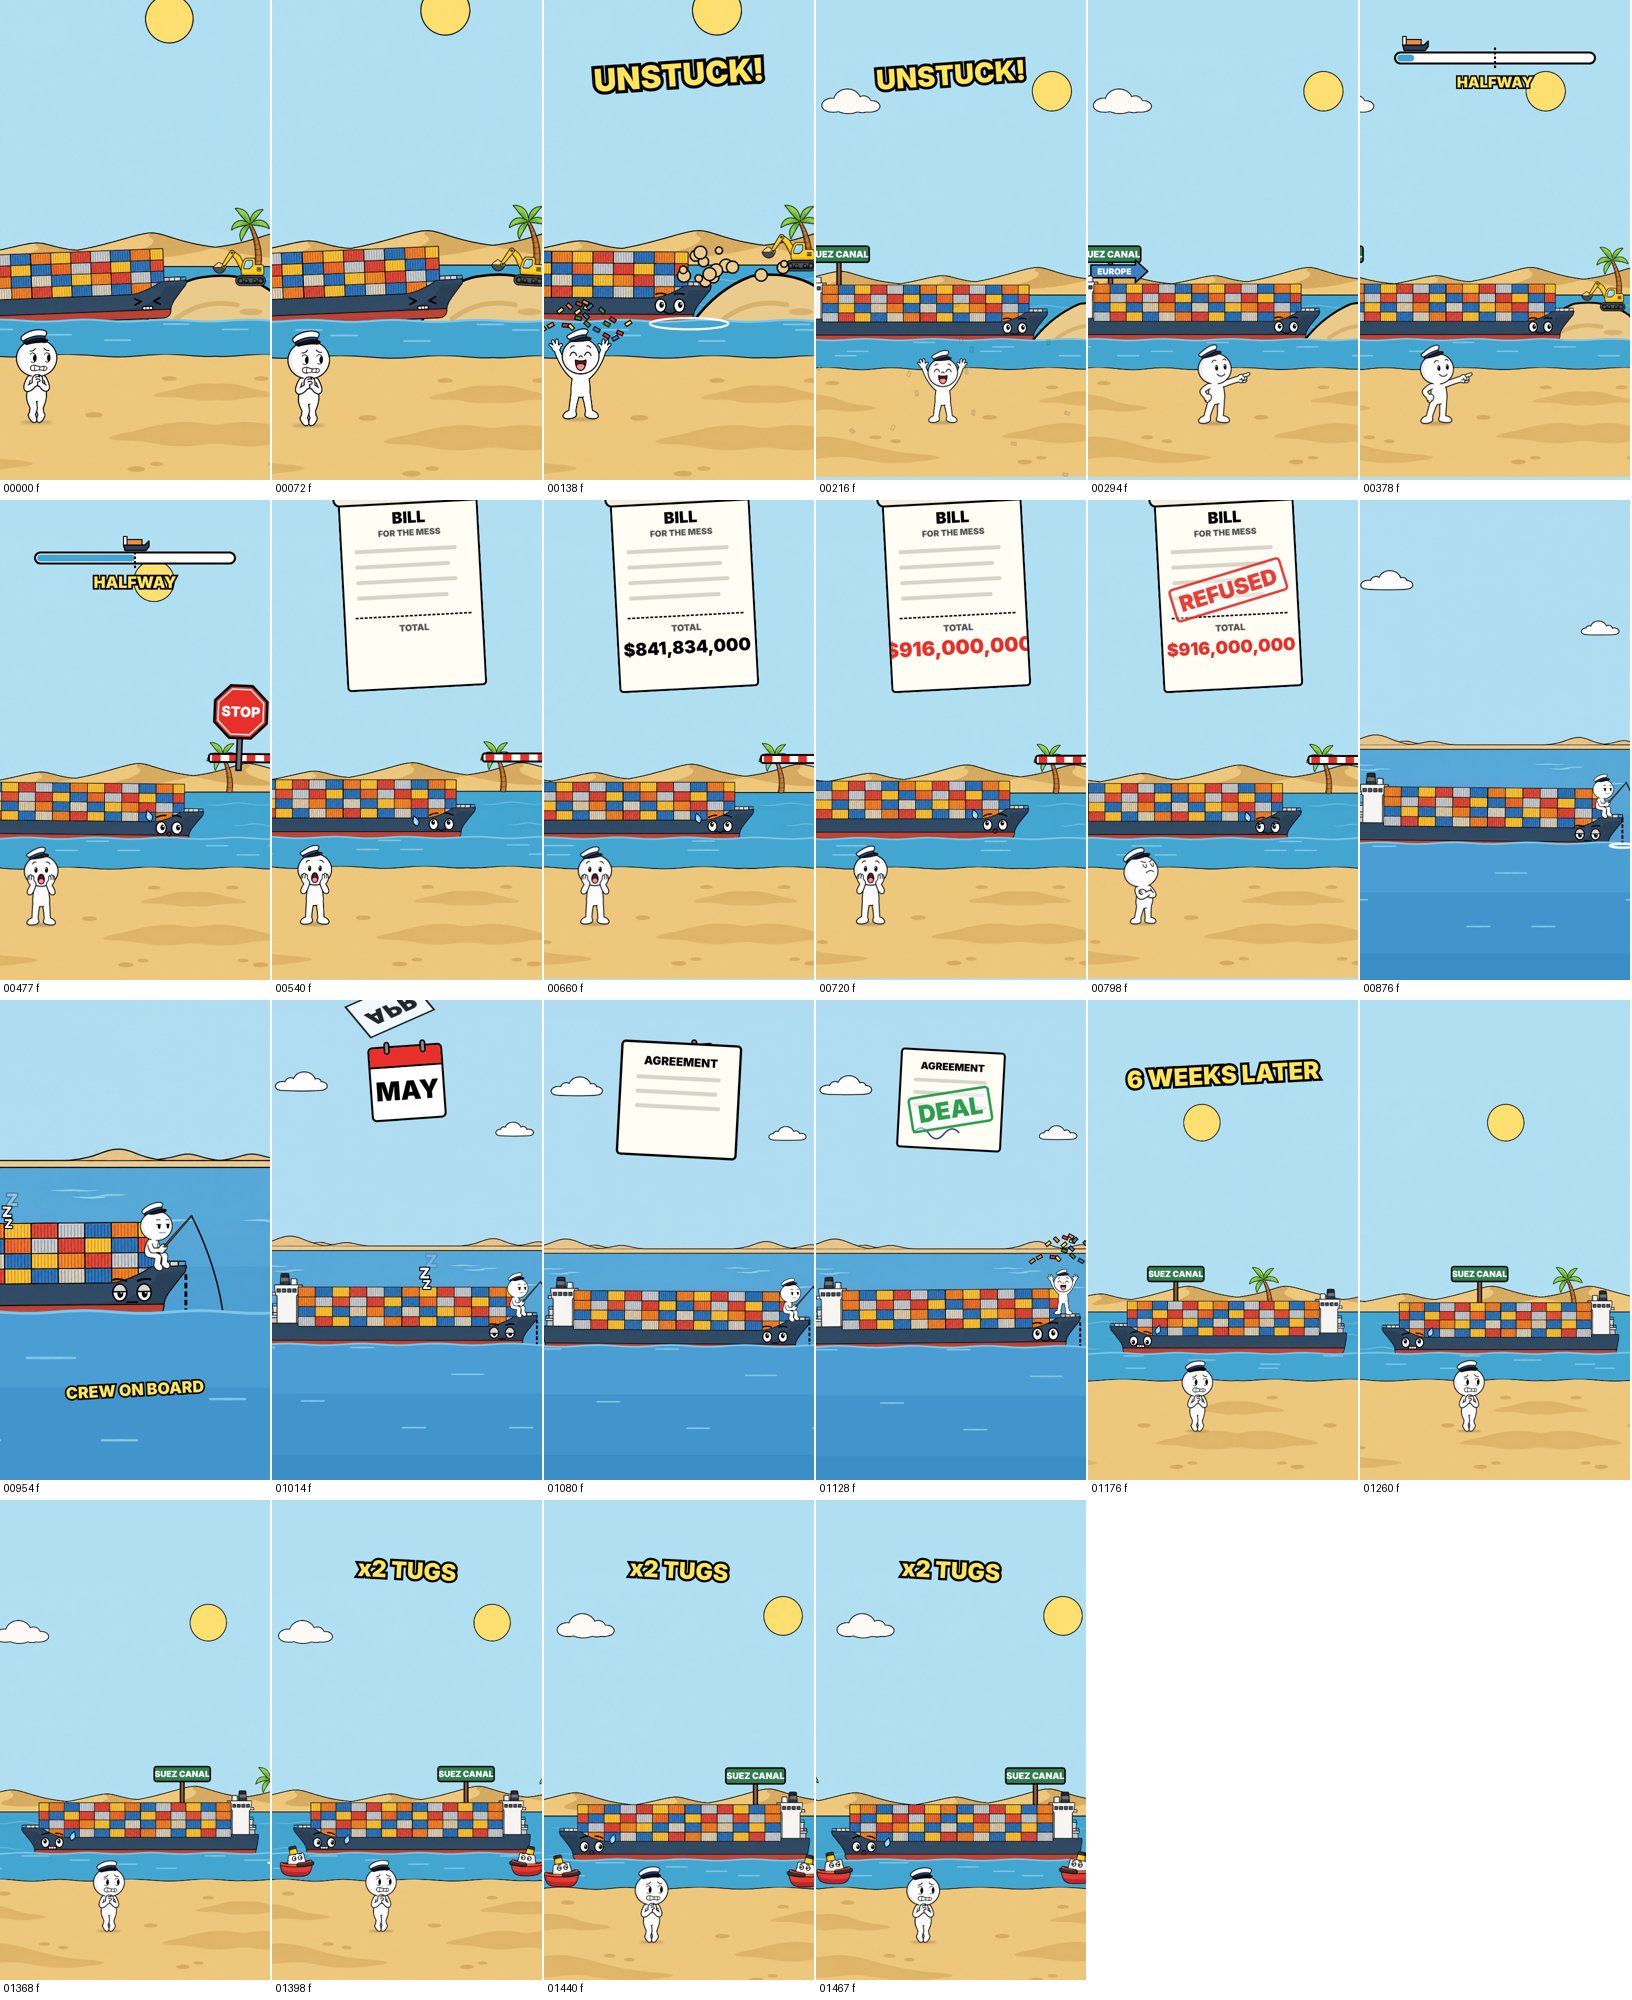 UNSTUCK!
UEZ CANAL
UNSTUCK!
UEZ CANAL
EUROPE
HALFWAY
00000 f
00072 f
00138 f
00216 f
00294 f
00378 f
HALFWAY
STOP
BILL
FOR THE MESS
TOTAL
BILL
FOR THE MESS
TOTAL
$841,834,000
BILL
FOR THE MESS
TOTAL
$916,000,000
BILL
FOR THE MESS
REFUSED
TOTAL
$916,000,000
00477 f
00540 f
00660 f
00720 f
00798 f
00876 f
Z
Z
Z
CREW ON BOARD
APR
MAY
Z
Z
Z
AGREEMENT
AGREEMENT
DEAL
6 WEEKS LATER
SUEZ CANAL
SUEZ CANAL
00954 f
01014 f
01080 f
01128 f
01176 f
01260 f
SUEZ CANAL
x2 TUGS
SUEZ CANAL
x2 TUGS
SUEZ CANAL
x2 TUGS
SUEZ CANAL
01368 f
01398 f
01440 f
01467 f